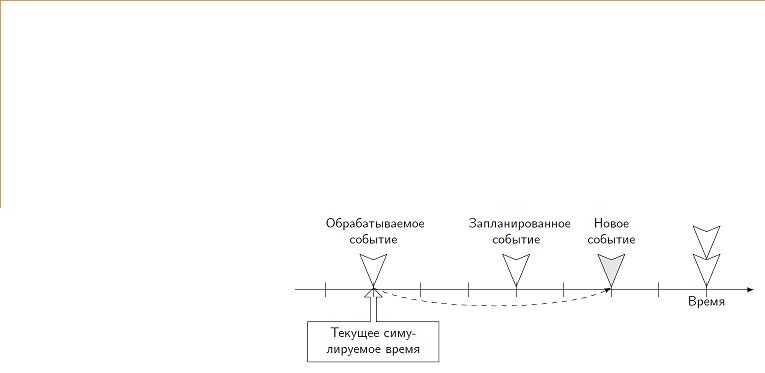 Обрабатываемое
событие
Запланированное
событие
Новое
событие
Время
Текущее симу-
лируемое время